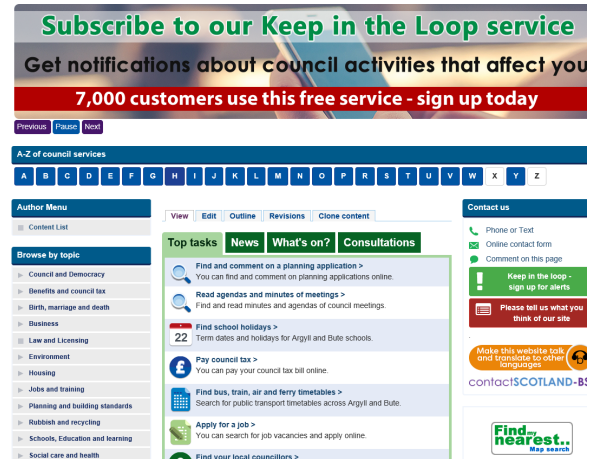 Subscribe to our Keep in the Loop service
Get notifications about council activities that affect you
7,000 customers use this free service - sign up today
Previous Pause Next
A-Z of council services
A B C D E F G H I J K L M N O P R S T U V W X Y Z
Author Menu
Content List
Browse by topic
Council and Democracy
Benefits and council tax
Birth, marriage and death
Business
Law and Licensing
Environment
Housing
Jobs and training
Planning and building standards
Rubbish and recycling
Schools, Education and learning
Social care and health
View Edit Outline Revisions Clone content
Top tasks News What's on? Consultations
Find and comment on a planning application >
You can find and comment on planning applications online.
Read agendas and minutes of meetings >
Find and read minutes and agendas of council meetings.
22
Find school holidays >
Term dates and holidays for Argyll and Bute schools.
£
Pay council tax >
You can pay your council tax bill online.
Find bus, train, air and ferry timetables >
Search for public transport timetables across Argyll and Bute.
Apply for a job >
You can search for job vacancies and apply online.
Find your local councillors >
Contact us
Phone or Text
Online contact form
Comment on this page
Keep in the loop -
sign up for alerts
Please tell us what you
think of our site
Make this website talk
and translate to other
languages
contactSCOTLAND-BS
Find my
nearest..
Map search